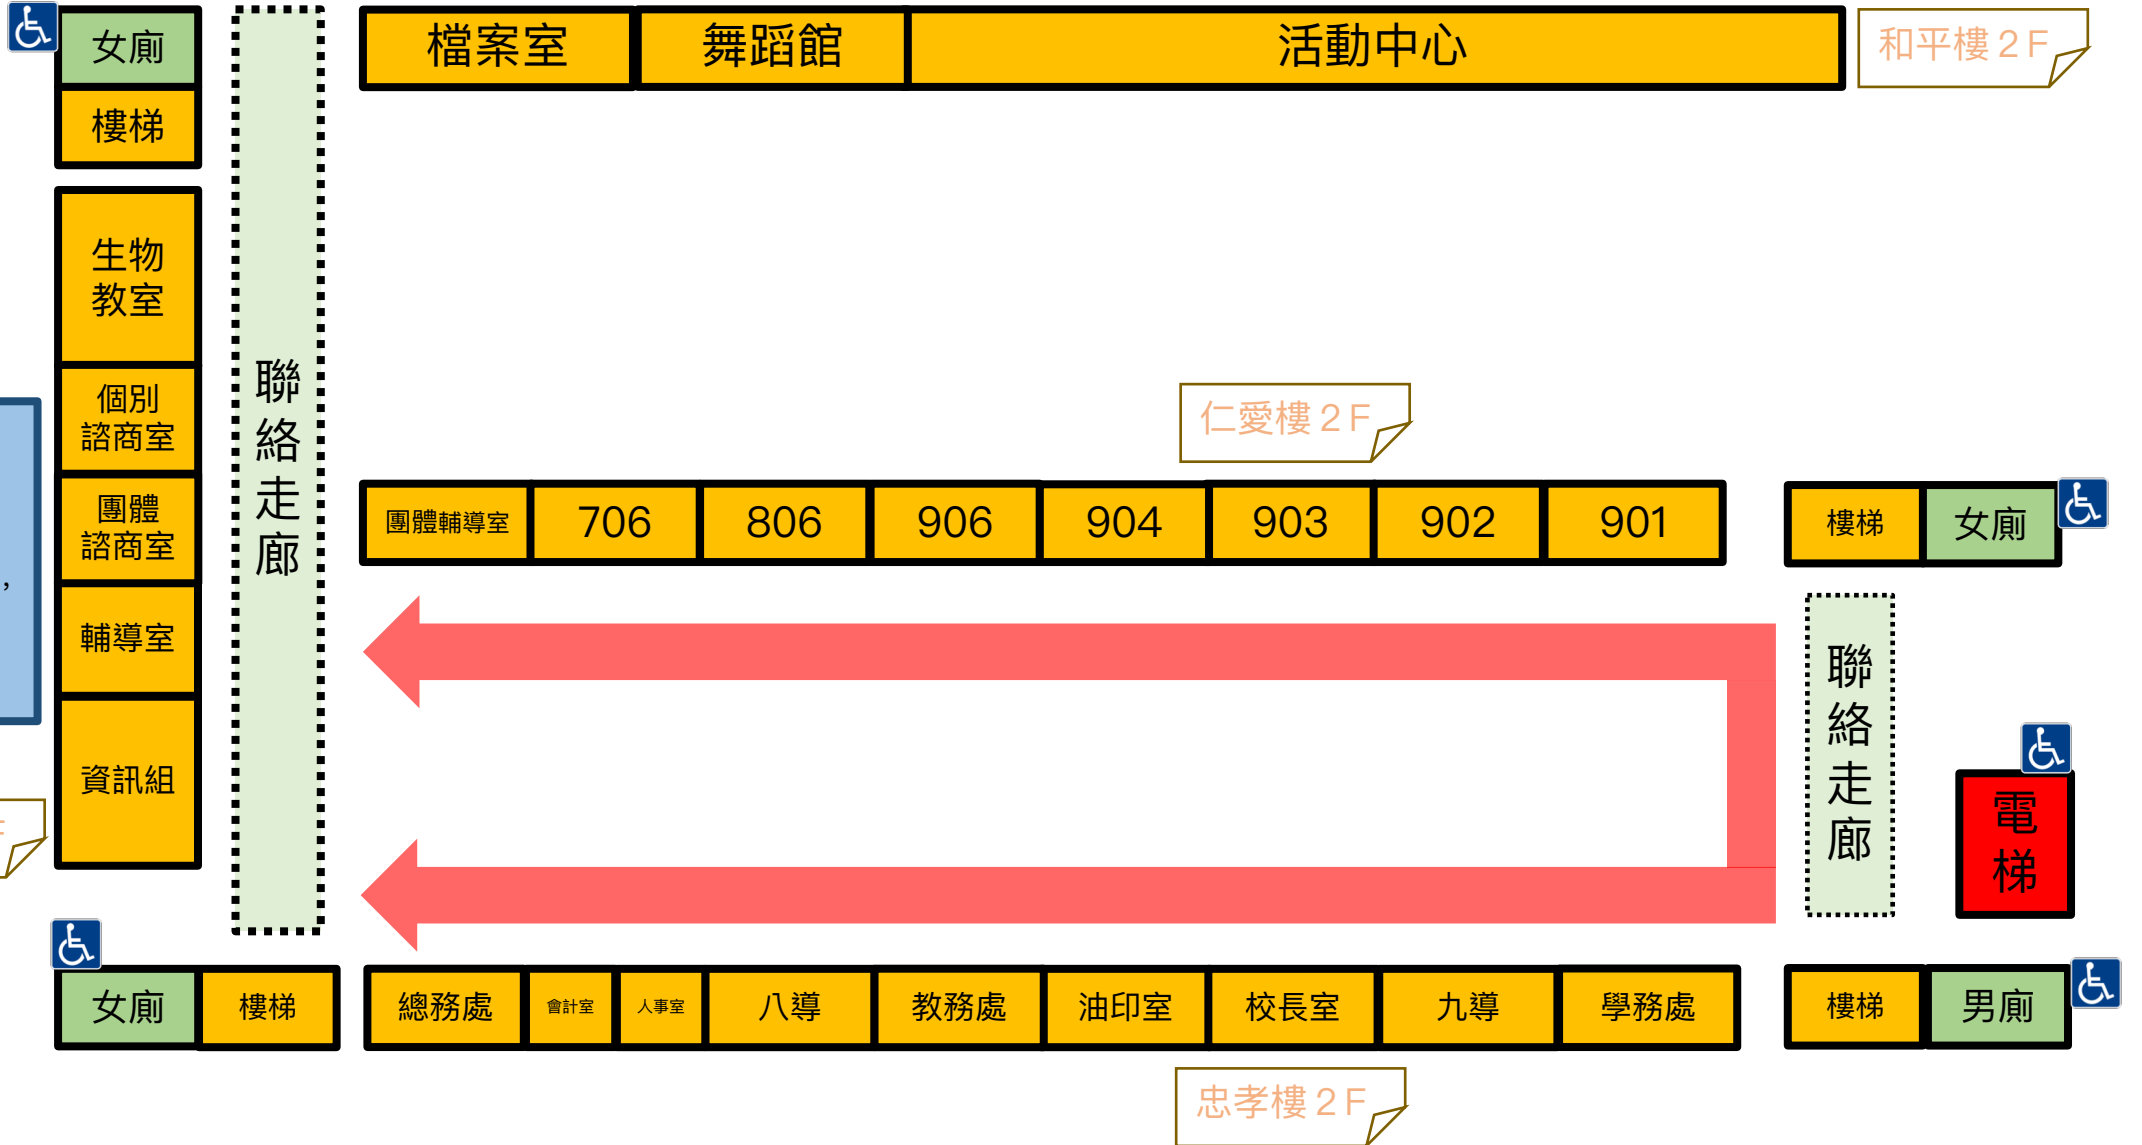 女廁
檔案室
舞蹈館
活動中心
和平樓２F
樓梯
生物
教室
個別
諮商室
團體
諮商室
輔導室
資訊組
聯
絡
走
廊
仁愛樓２F
團體輔導室
706
806
906
904
903
902
901
樓梯
女廁
，
聯
絡
走
廊
電
梯
F
女廁
樓梯
總務處
會計室
人事室
八導
教務處
油印室
校長室
九導
學務處
樓梯
男廁
忠孝樓２F